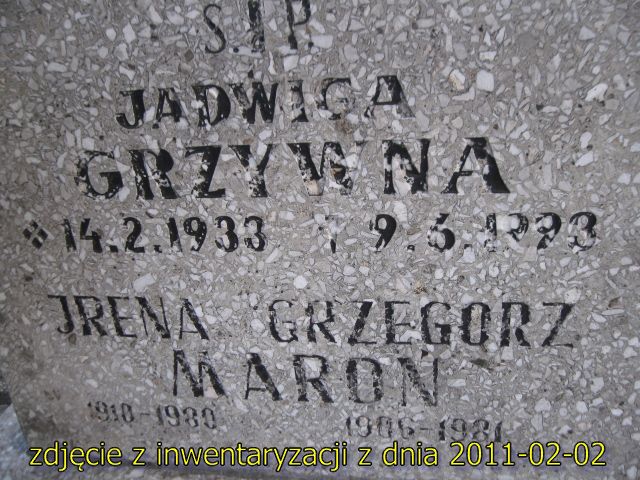 Ś.†P.
JADWIGA
GRZYWNA
* 14.2.1933 † 9.6.1993
IRENA GRZEGORZ
MAROŃ
1910-1980 1906-1981
zdjęcie z inwentaryzacji z dnia 2011-02-02